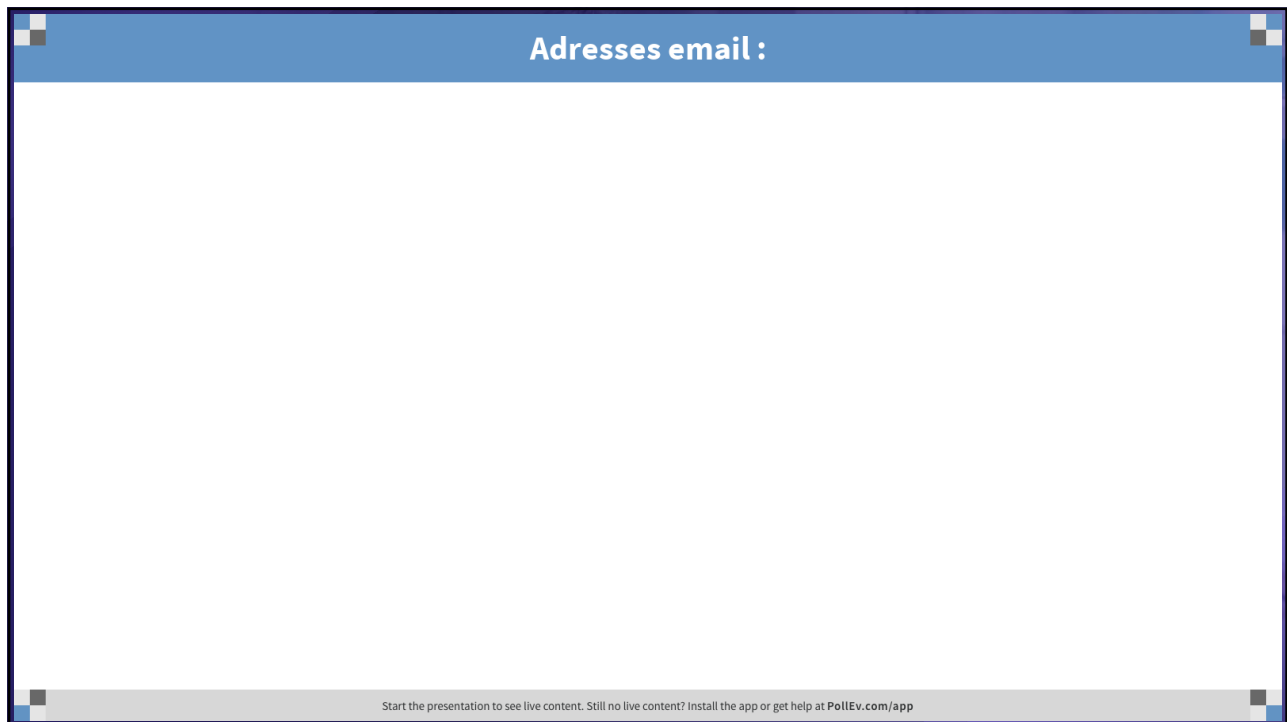 Adresses email :
Start the presentation to see live content. Still no live content? Install the app or get help at PollEv.com/app